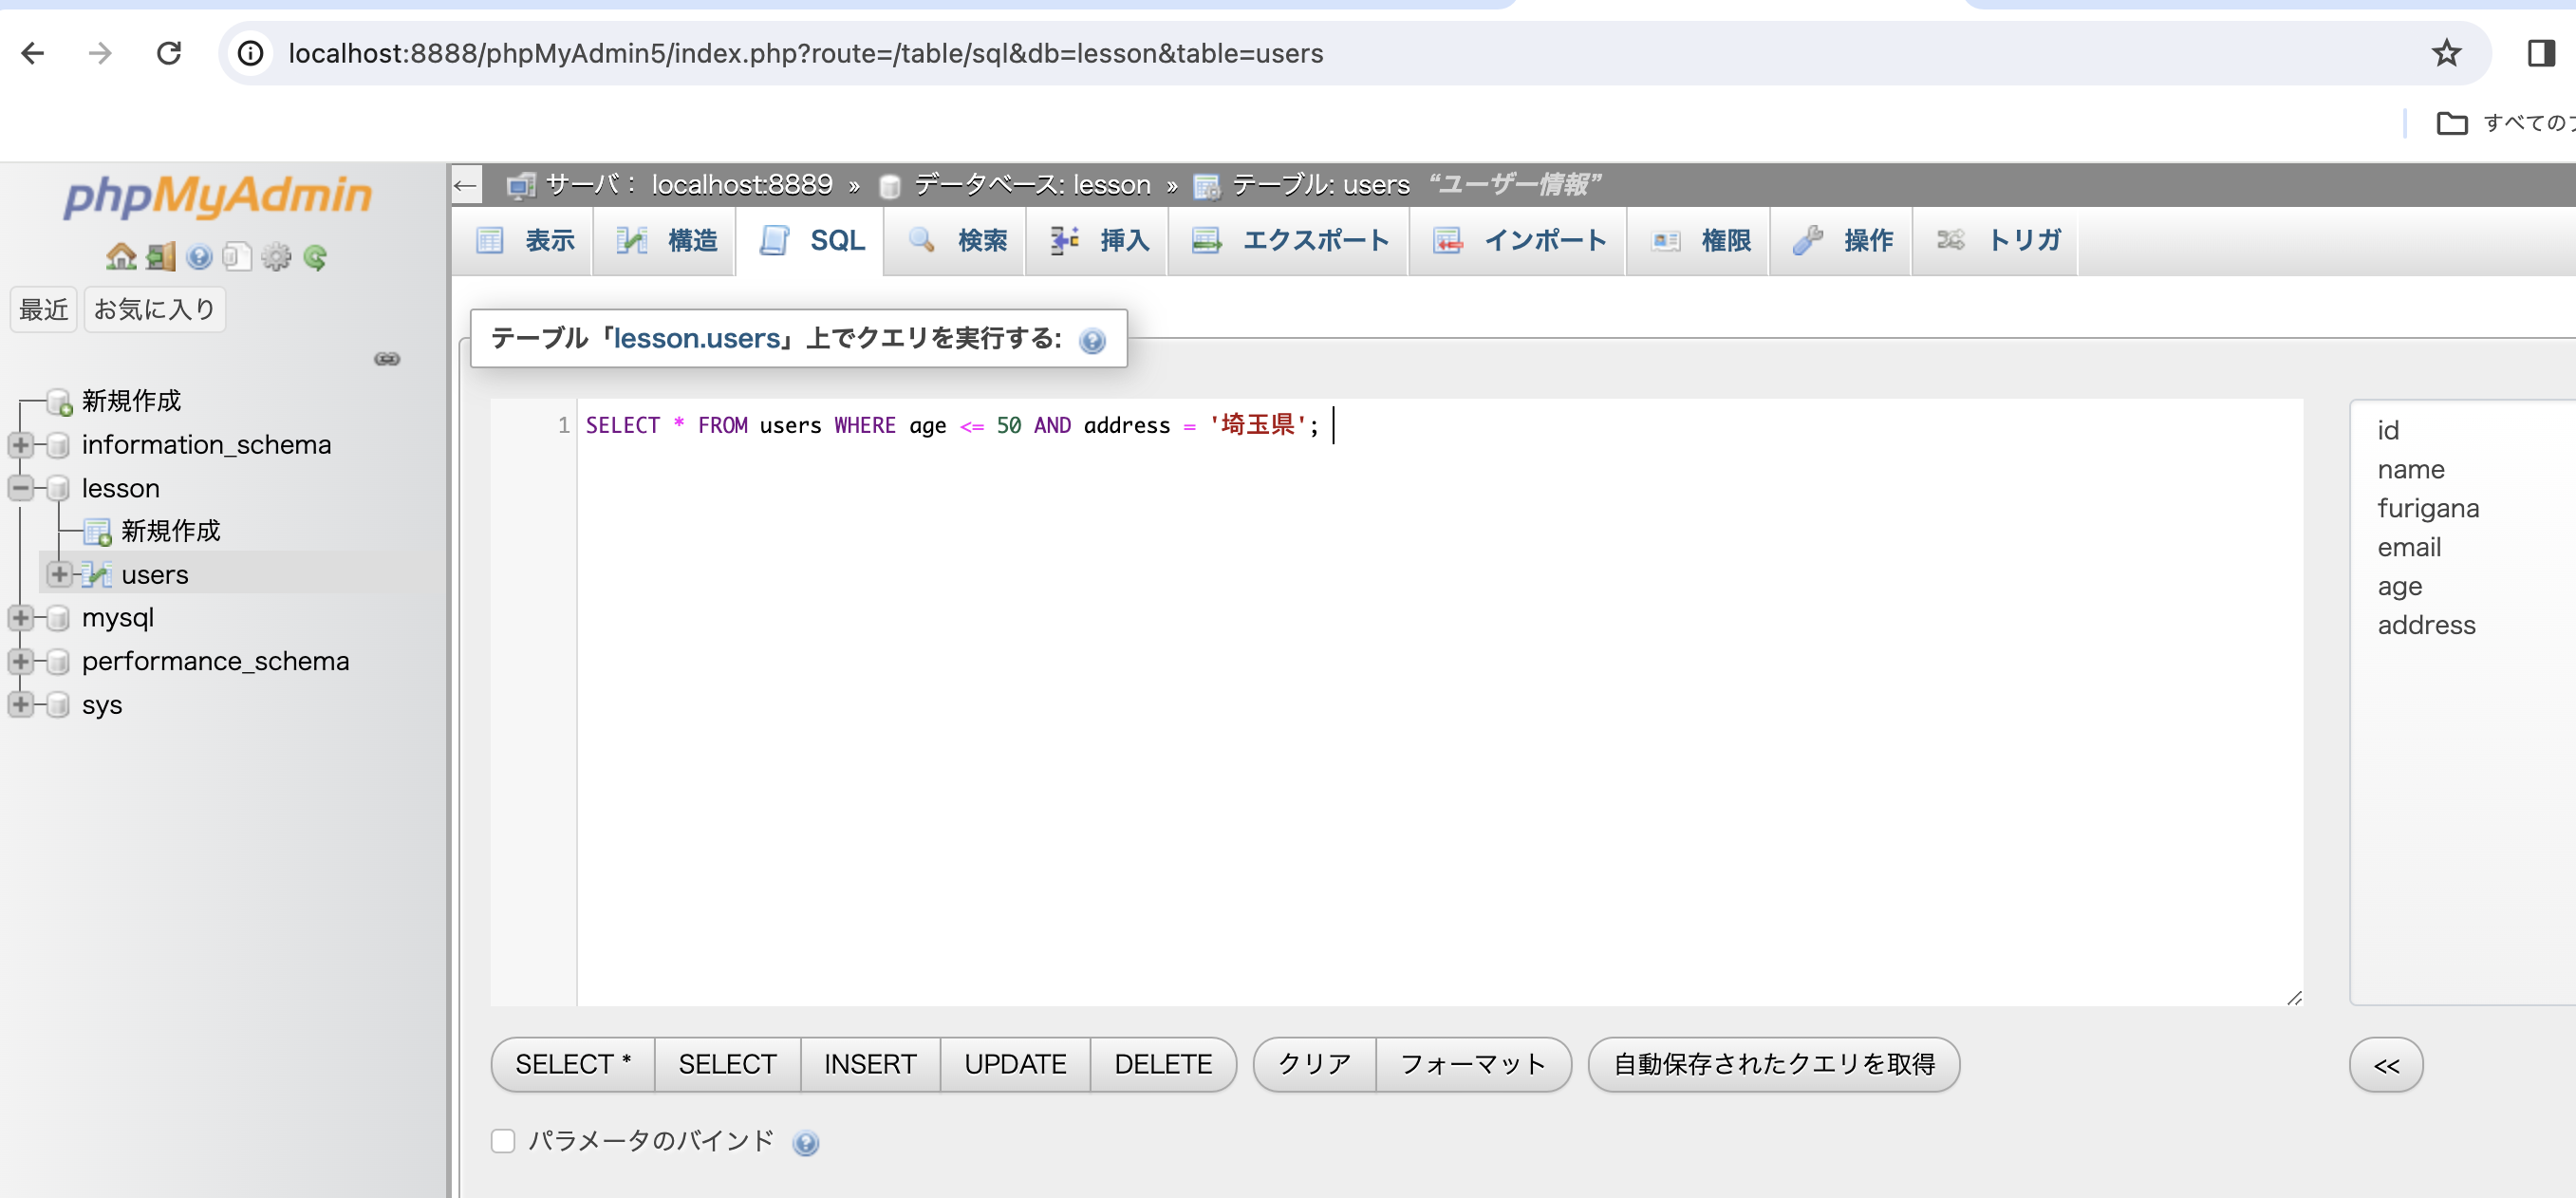 localhost:8888/phpMyAdmin5/index.php?route=/table/sql&db=lesson&table=users
すべての
phpMyAdmin
最近 お気に入り
新規作成
information_schema
lesson
新規作成
users
mysql
performance_schema
sys
← サーバ： localhost:8889 » データベース: lesson » テーブル: users “ユーザー情報”
表示 構造 SQL 検索 挿入 エクスポート インポート 権限 操作 トリガ
テーブル「lesson.users」上でクエリを実行する:
1 SELECT * FROM users WHERE age <= 50 AND address = '埼玉県';
id
name
furigana
email
age
address
SELECT * SELECT INSERT UPDATE DELETE クリア フォーマット 自動保存されたクエリを取得 <<
パラメータのバインド